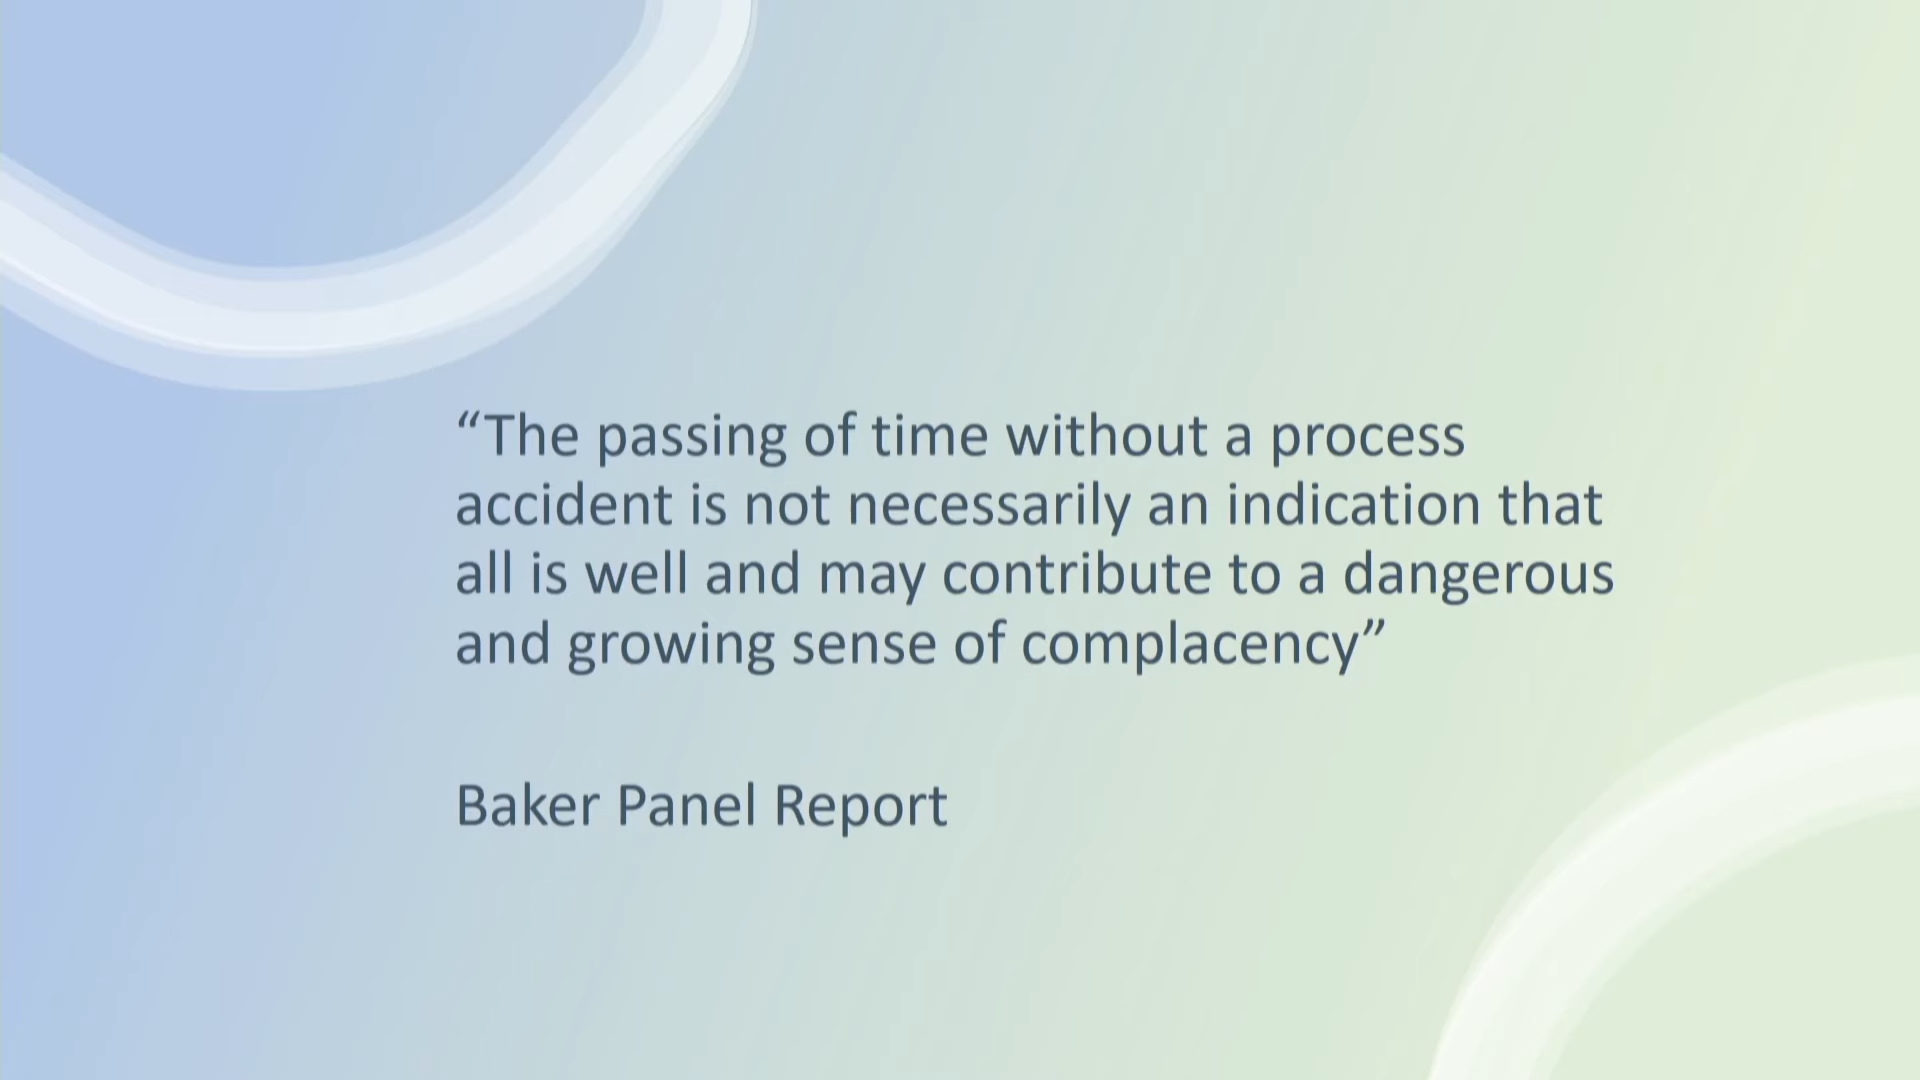 “The passing of time without a process
accident is not necessarily an indication that
all is well and may contribute to a dangerous
and growing sense of complacency”
Baker Panel Report